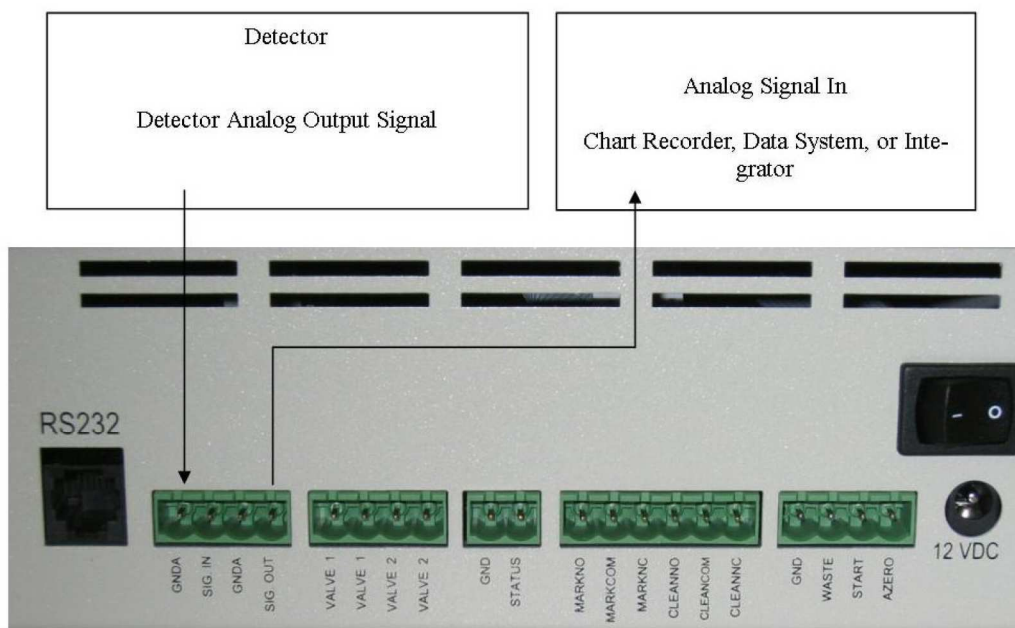 Detector
Detector Analog Output Signal
Analog Signal In
Chart Recorder, Data System, or Inte-
grator
RS232
GNDA
SIG. IN
GNDA
SIG. OUT
VALVE 1
VALVE 1
VALVE 2
VALVE 2
GND
STATUS
MARKNO
MARKCOM
MARKNC
CLEANNO
CLEANCOM
CLEANNC
GND
WASTE
START
AZERO
12 VDC